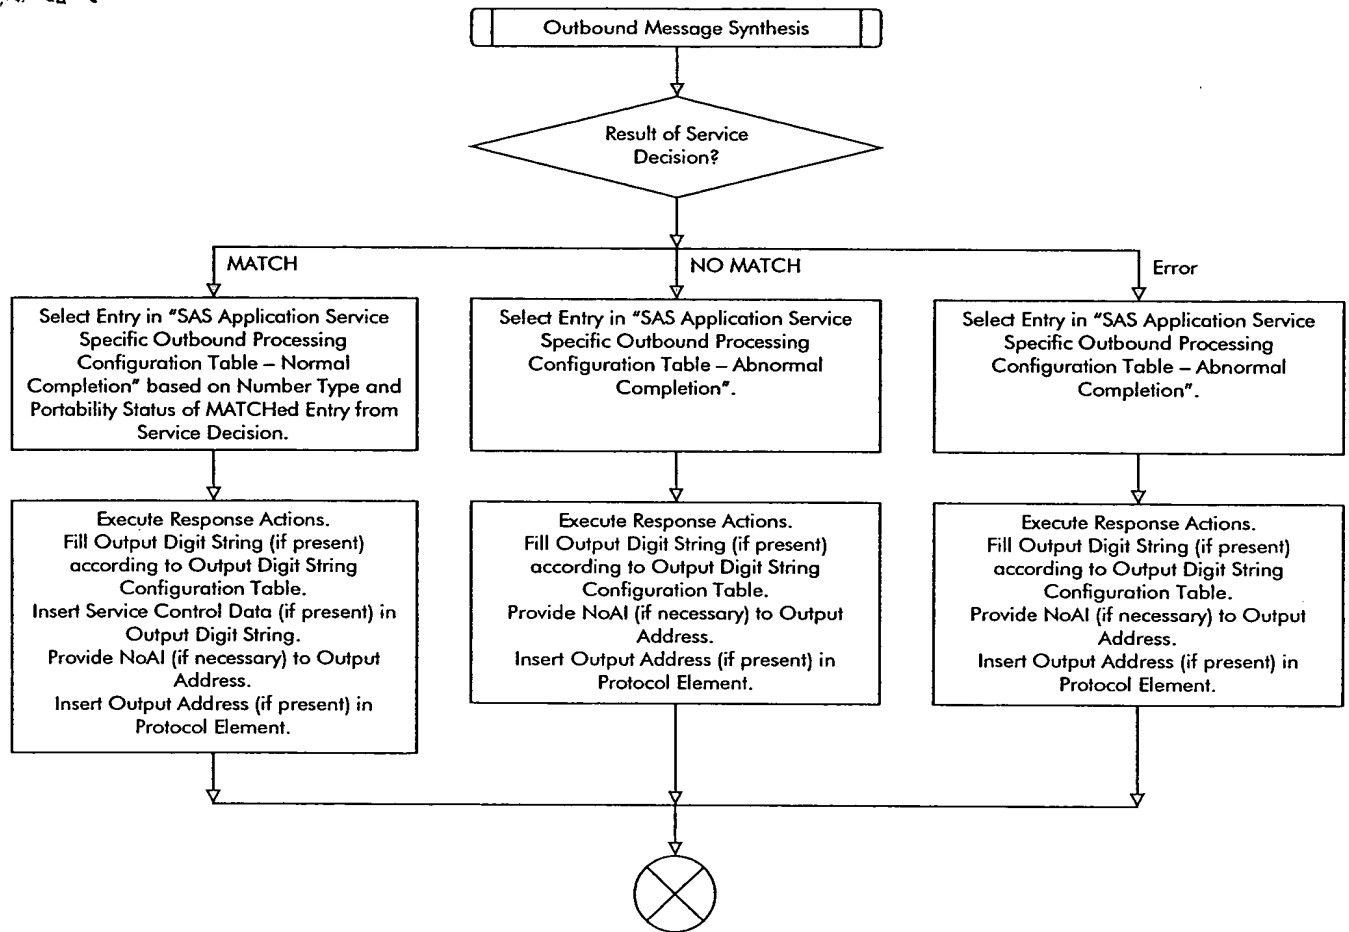 Outbound Message Synthesis
Result of Service
Decision?
MATCH
NO MATCH
Error
Select Entry in "SAS Application Service
Specific Outbound Processing
Configuration Table – Normal
Completion" based on Number Type and
Portability Status of MATCHed Entry from
Service Decision.
Select Entry in "SAS Application Service
Specific Outbound Processing
Configuration Table – Abnormal
Completion".
Select Entry in "SAS Application Service
Specific Outbound Processing
Configuration Table – Abnormal
Completion".
Execute Response Actions.
Fill Output Digit String (if present)
according to Output Digit String
Configuration Table.
Insert Service Control Data (if present) in
Output Digit String.
Provide NoAI (if necessary) to Output
Address.
Insert Output Address (if present) in
Protocol Element.
Execute Response Actions.
Fill Output Digit String (if present)
according to Output Digit String
Configuration Table.
Provide NoAI (if necessary) to Output
Address.
Insert Output Address (if present) in
Protocol Element.
Execute Response Actions.
Fill Output Digit String (if present)
according to Output Digit String
Configuration Table.
Provide NoAI (if necessary) to Output
Address.
Insert Output Address (if present) in
Protocol Element.